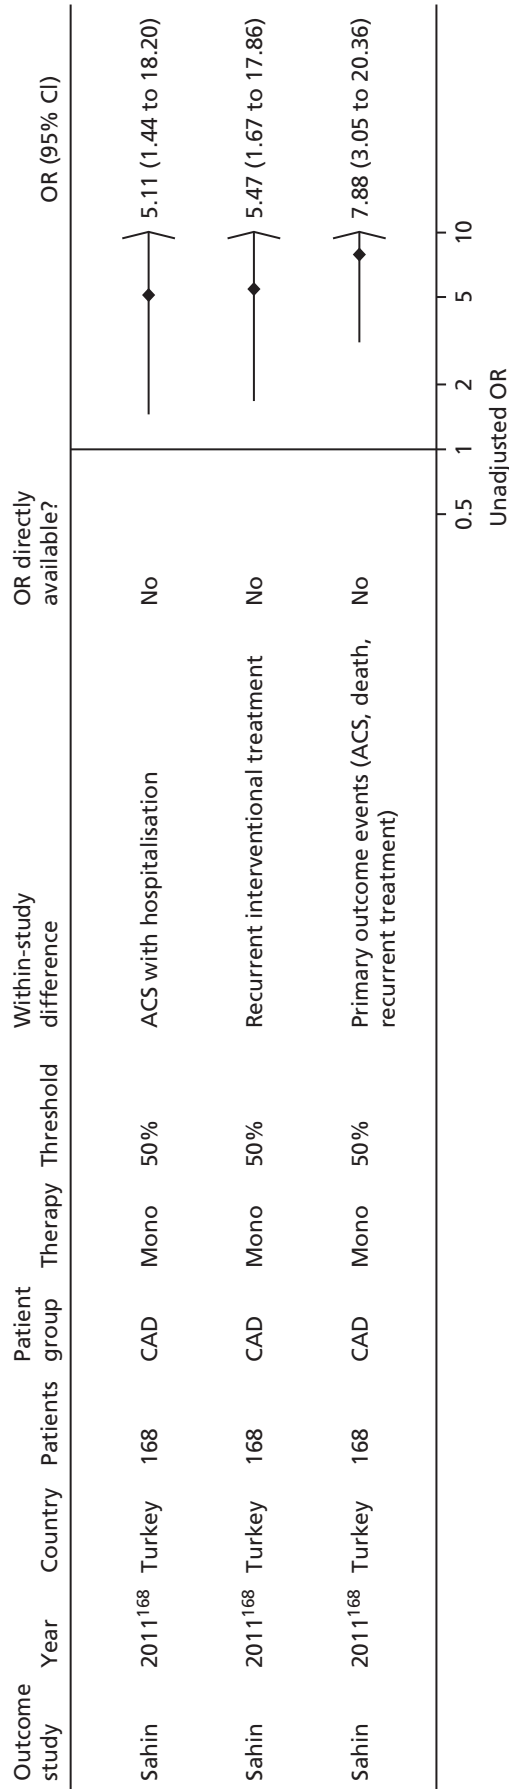 Outcome study Year Country Patients Patient group Therapy Threshold Within-study difference OR directly available? OR (95% CI)
Sahin 2011168 Turkey 168 CAD Mono 50% ACS with hospitalisation No 5.11 (1.44 to 18.20)
Sahin 2011168 Turkey 168 CAD Mono 50% Recurrent interventional treatment No 5.47 (1.67 to 17.86)
Sahin 2011168 Turkey 168 CAD Mono 50% Primary outcome events (ACS, death, No 7.88 (3.05 to 20.36)
recurrent treatment)
0.5 1 2 5 10
Unadjusted OR